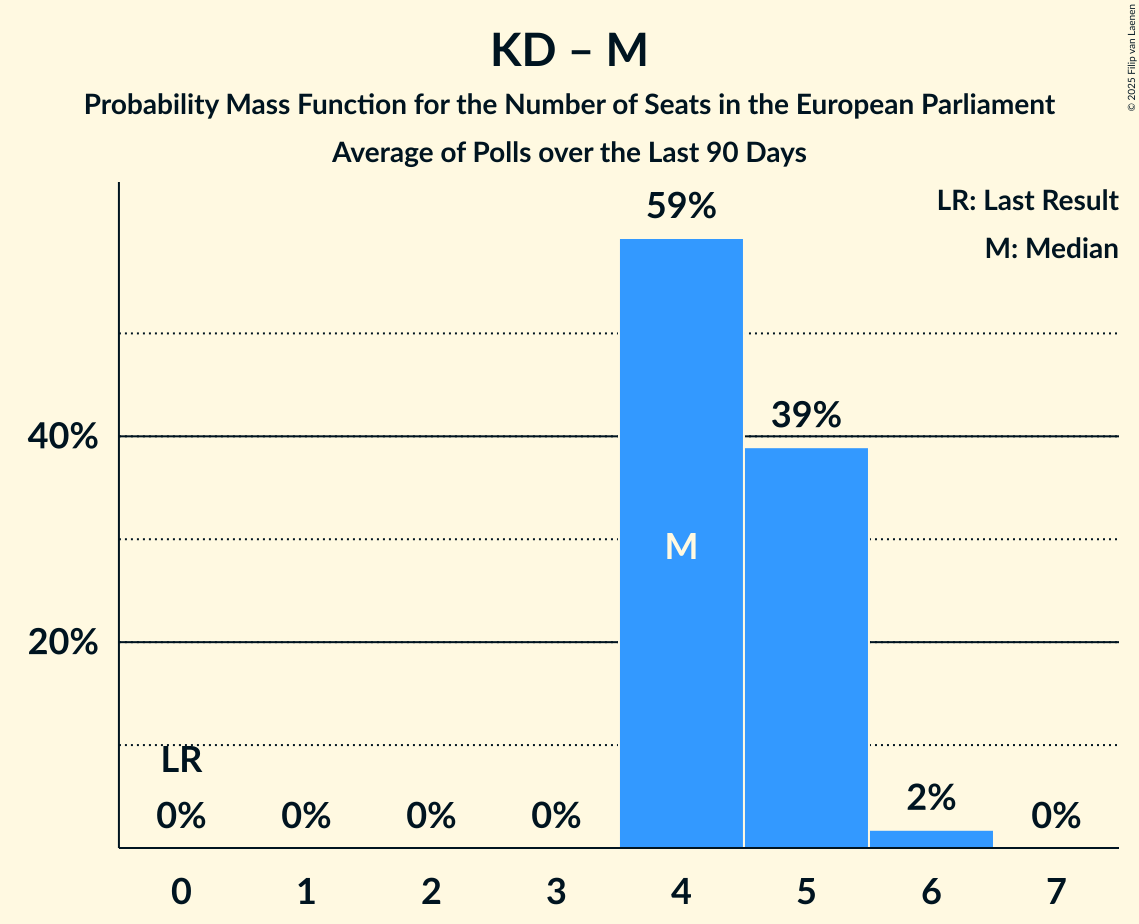 KD – M
Probability Mass Function for the Number of Seats in the European Parliament
Average of Polls over the Last 90 Days
© 2025 Filip van Laenen
LR: Last Result
M: Median
59%
39%
40%
M
20%
LR
0%
0%
0%
0%
2%
0%
0
1
2
3
4
5
6
7